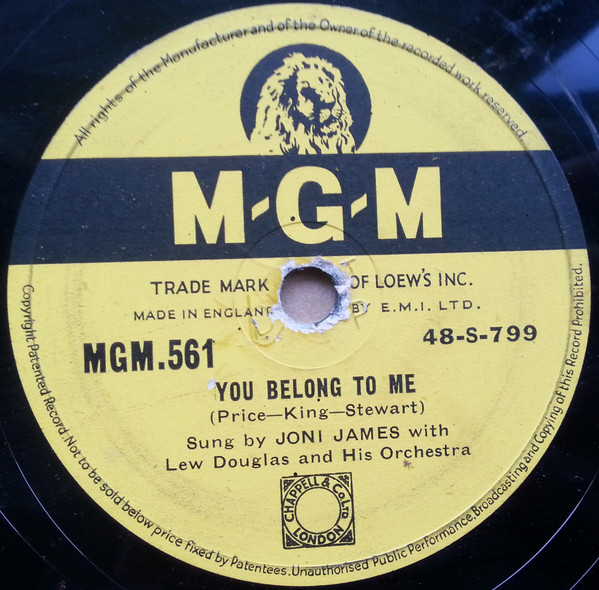 All rights of the Manufacturer and of the Owner of the recorded work reserved.
M-G-M
TRADE MARK OF LOEW'S INC.
MADE IN ENGLAND BY E.M.I. LTD.
MGM.561
48-S-799
YOU BELONG TO ME
(Price—King—Stewart)
Sung by JONI JAMES with
Lew Douglas and His Orchestra
CHAPPELL & CO LTD
LONDON
Copyright. Patented Record. Not to be sold below price fixed by Patentees. Unauthorised Public Performance, Broadcasting and Copying of this Record Prohibited.